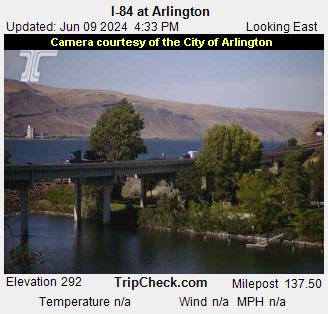 I-84 at Arlington
Updated: Jun 09 2024 4:33 PM Looking East
Camera courtesy of the City of Arlington
Elevation 292 TripCheck.com Milepost 137.50
Temperature n/a Wind n/a MPH n/a